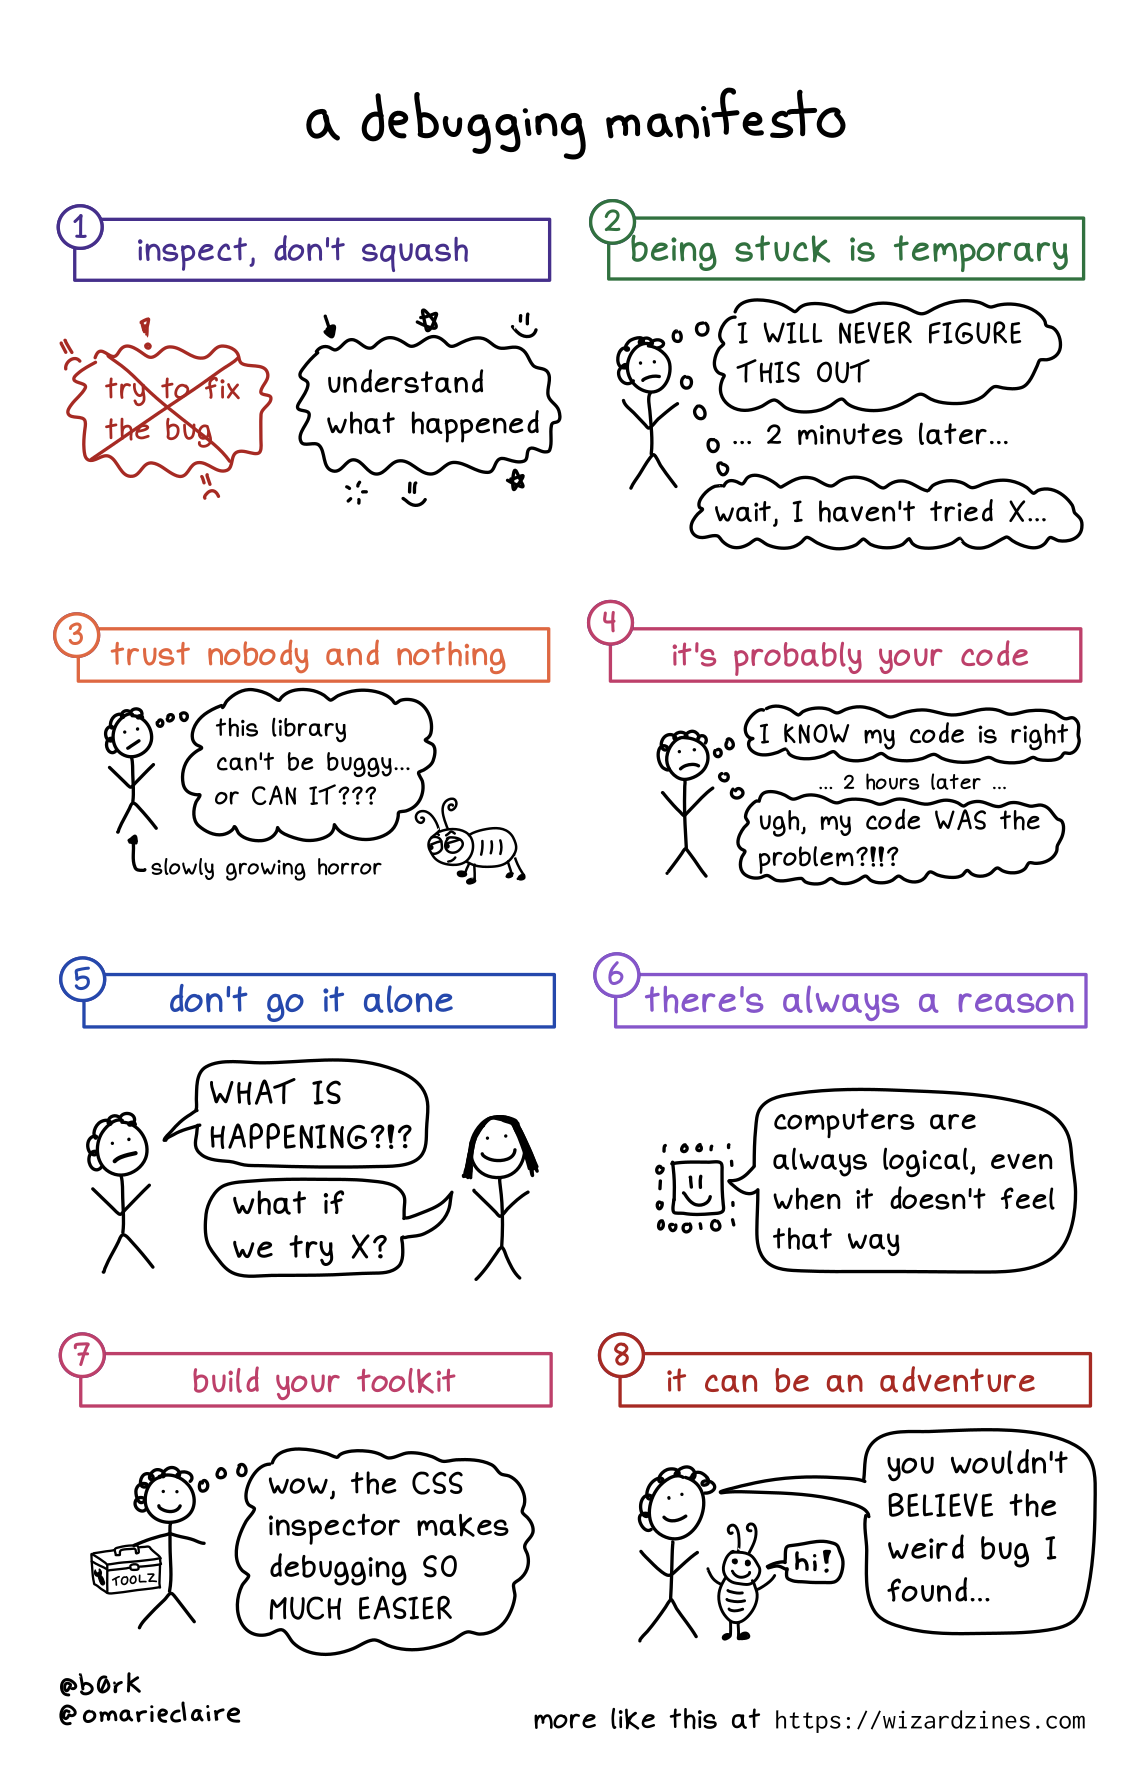 a debugging manifesto
1
inspect, don't squash
try to fix
the bug
understand
what happened
2
being stuck is temporary
I WILL NEVER FIGURE
THIS OUT
... 2 minutes later...
wait, I haven't tried X...
3
trust nobody and nothing
this library
can't be buggy...
or CAN IT???
slowly growing horror
4
it's probably your code
I KNOW my code is right
... 2 hours later ...
ugh, my code WAS the
problem?!!?
5
don't go it alone
WHAT IS
HAPPENING?!?
what if
we try X?
6
there's always a reason
computers are
always logical, even
when it doesn't feel
that way
7
build your toolkit
wow, the CSS
inspector makes
debugging SO
MUCH EASIER
TOOLZ
8
it can be an adventure
you wouldn't
BELIEVE the
weird bug I
found...
hi!
@b0rk
@omarieclaire
more like this at https://wizardzines.com